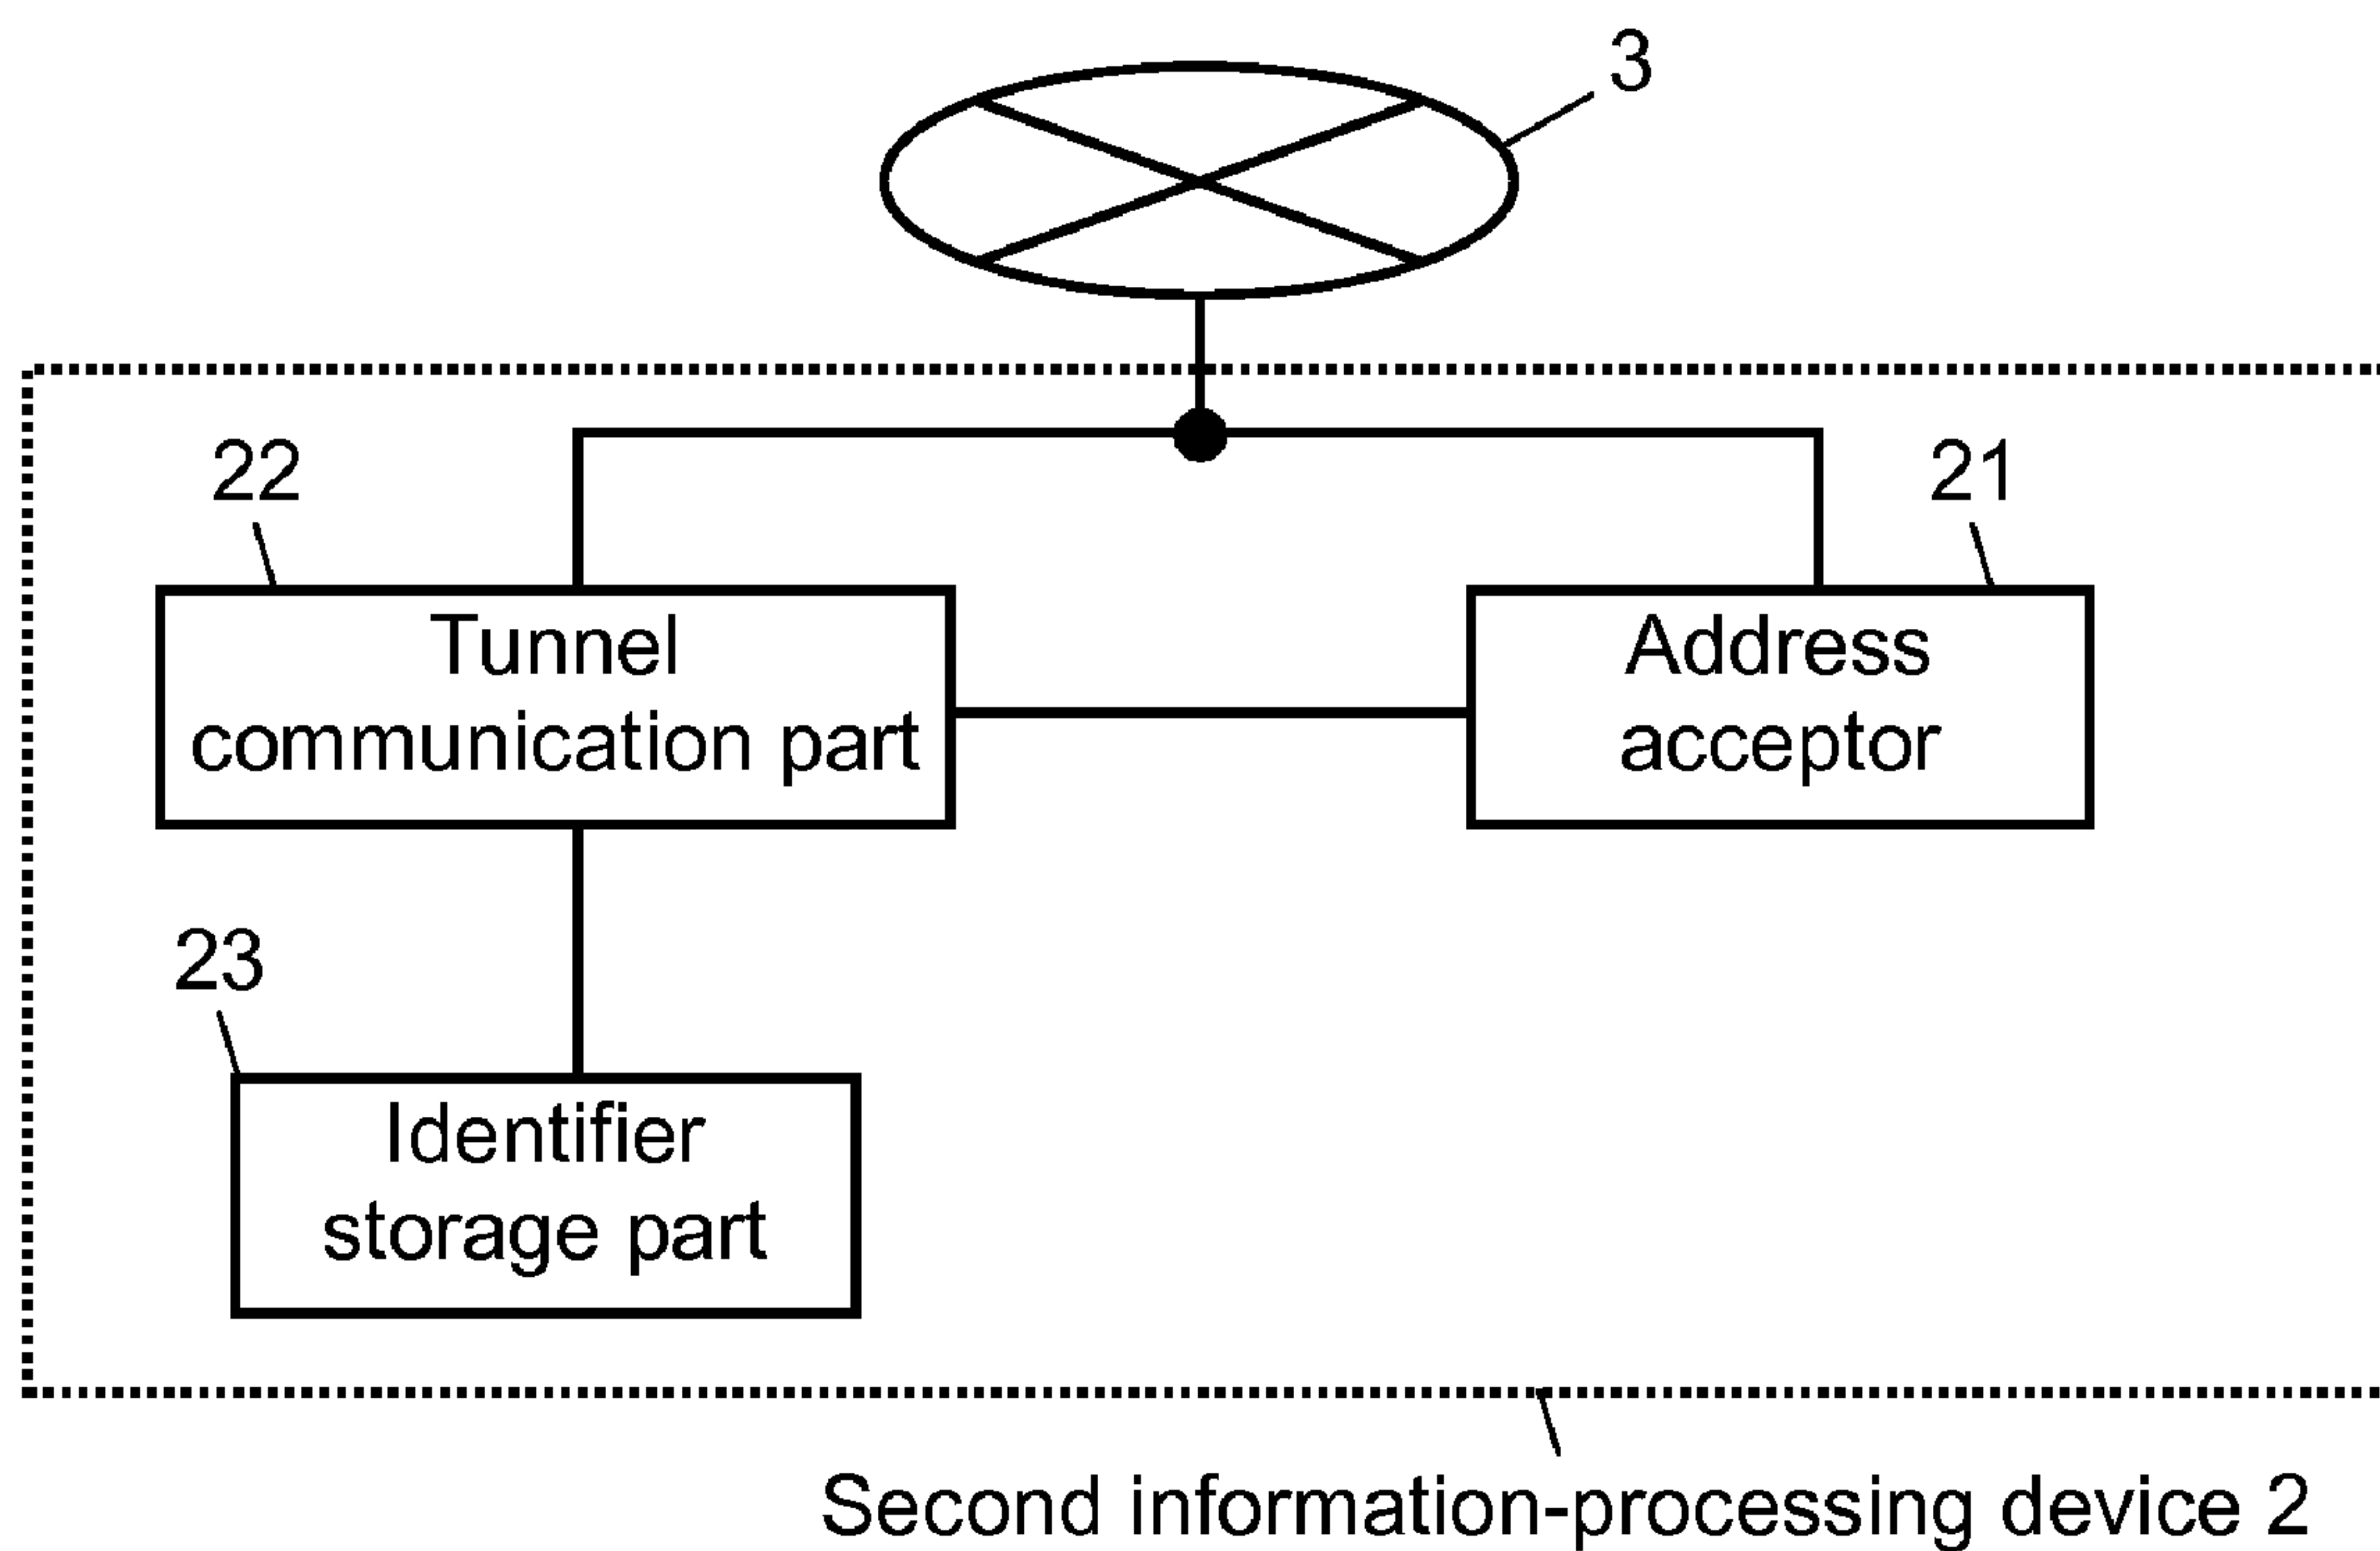 3
22
21
Tunnel
communication part
Address
acceptor
23
Identifier
storage part
Second information-processing device 2